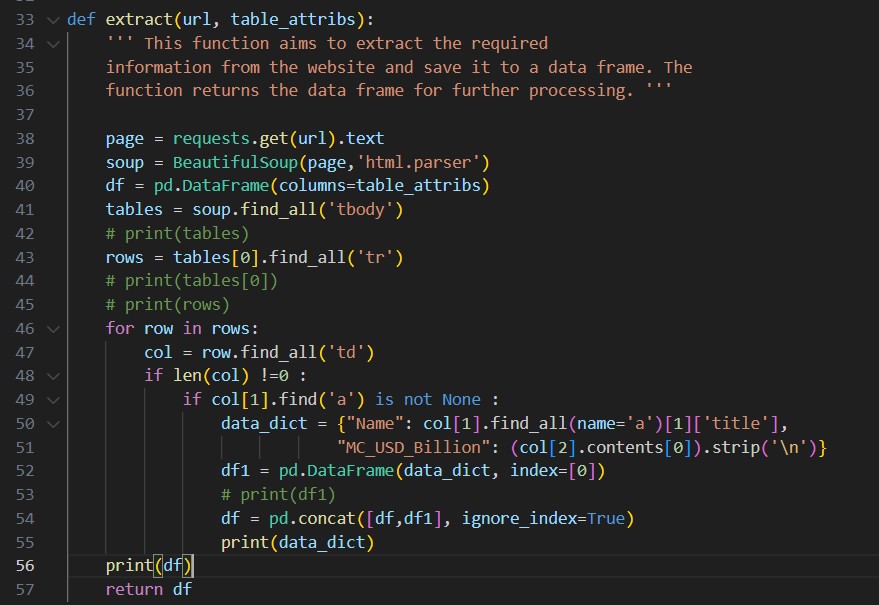 33 def extract(url, table_attribs):
34     ''' This function aims to extract the required
35     information from the website and save it to a data frame. The
36     function returns the data frame for further processing. '''
37
38     page = requests.get(url).text
39     soup = BeautifulSoup(page,'html.parser')
40     df = pd.DataFrame(columns=table_attribs)
41     tables = soup.find_all('tbody')
42     # print(tables)
43     rows = tables[0].find_all('tr')
44     # print(tables[0])
45     # print(rows)
46     for row in rows:
47         col = row.find_all('td')
48         if len(col) !=0 :
49             if col[1].find('a') is not None :
50                 data_dict = {"Name": col[1].find_all(name='a')[1]['title'],
51                             "MC_USD_Billion": (col[2].contents[0]).strip('\n')}
52                 df1 = pd.DataFrame(data_dict, index=[0])
53                 # print(df1)
54                 df = pd.concat([df,df1], ignore_index=True)
55                 print(data_dict)
56     print(df)
57     return df